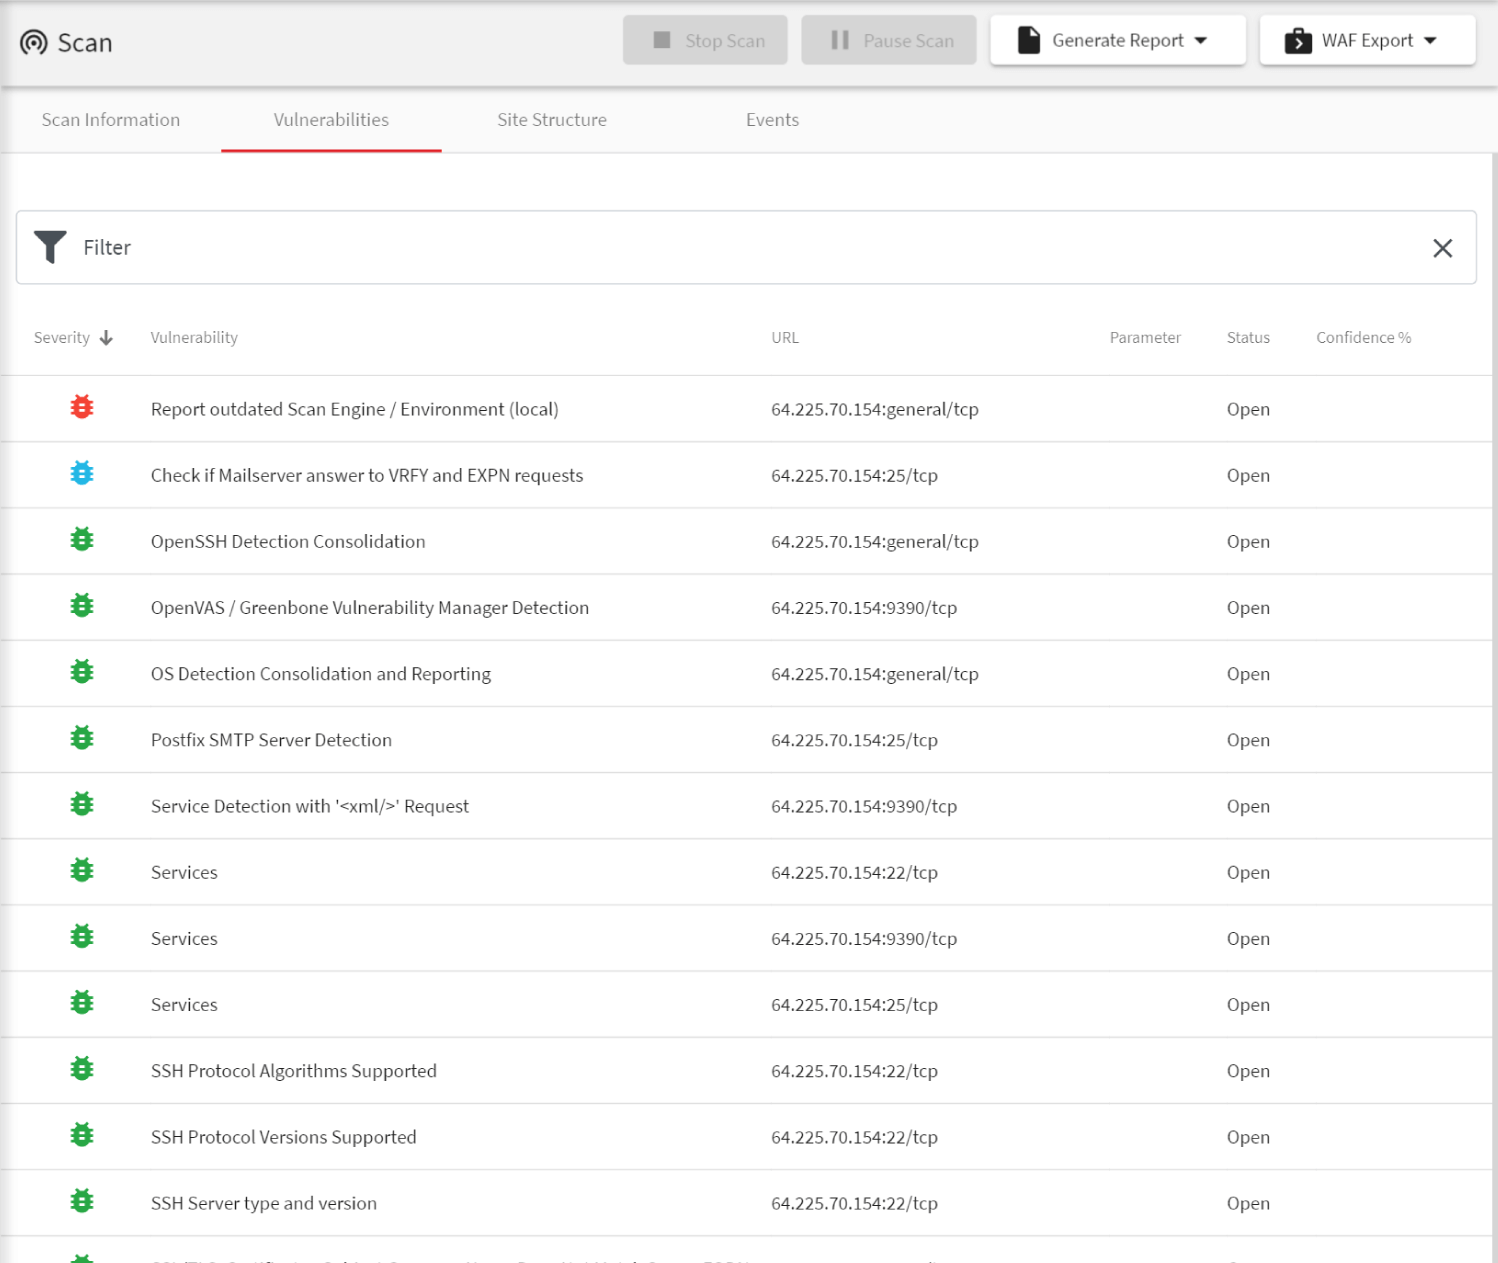 Scan
Stop Scan
Pause Scan
Generate Report
WAF Export
Scan Information Vulnerabilities Site Structure Events
Filter
Severity Vulnerability URL Parameter Status Confidence %
Report outdated Scan Engine / Environment (local) 64.225.70.154:general/tcp Open
Check if Mailserver answer to VRFY and EXPN requests 64.225.70.154:25/tcp Open
OpenSSH Detection Consolidation 64.225.70.154:general/tcp Open
OpenVAS / Greenbone Vulnerability Manager Detection 64.225.70.154:9390/tcp Open
OS Detection Consolidation and Reporting 64.225.70.154:general/tcp Open
Postfix SMTP Server Detection 64.225.70.154:25/tcp Open
Service Detection with '<xml/>' Request 64.225.70.154:9390/tcp Open
Services 64.225.70.154:22/tcp Open
Services 64.225.70.154:9390/tcp Open
Services 64.225.70.154:25/tcp Open
SSH Protocol Algorithms Supported 64.225.70.154:22/tcp Open
SSH Protocol Versions Supported 64.225.70.154:22/tcp Open
SSH Server type and version 64.225.70.154:22/tcp Open